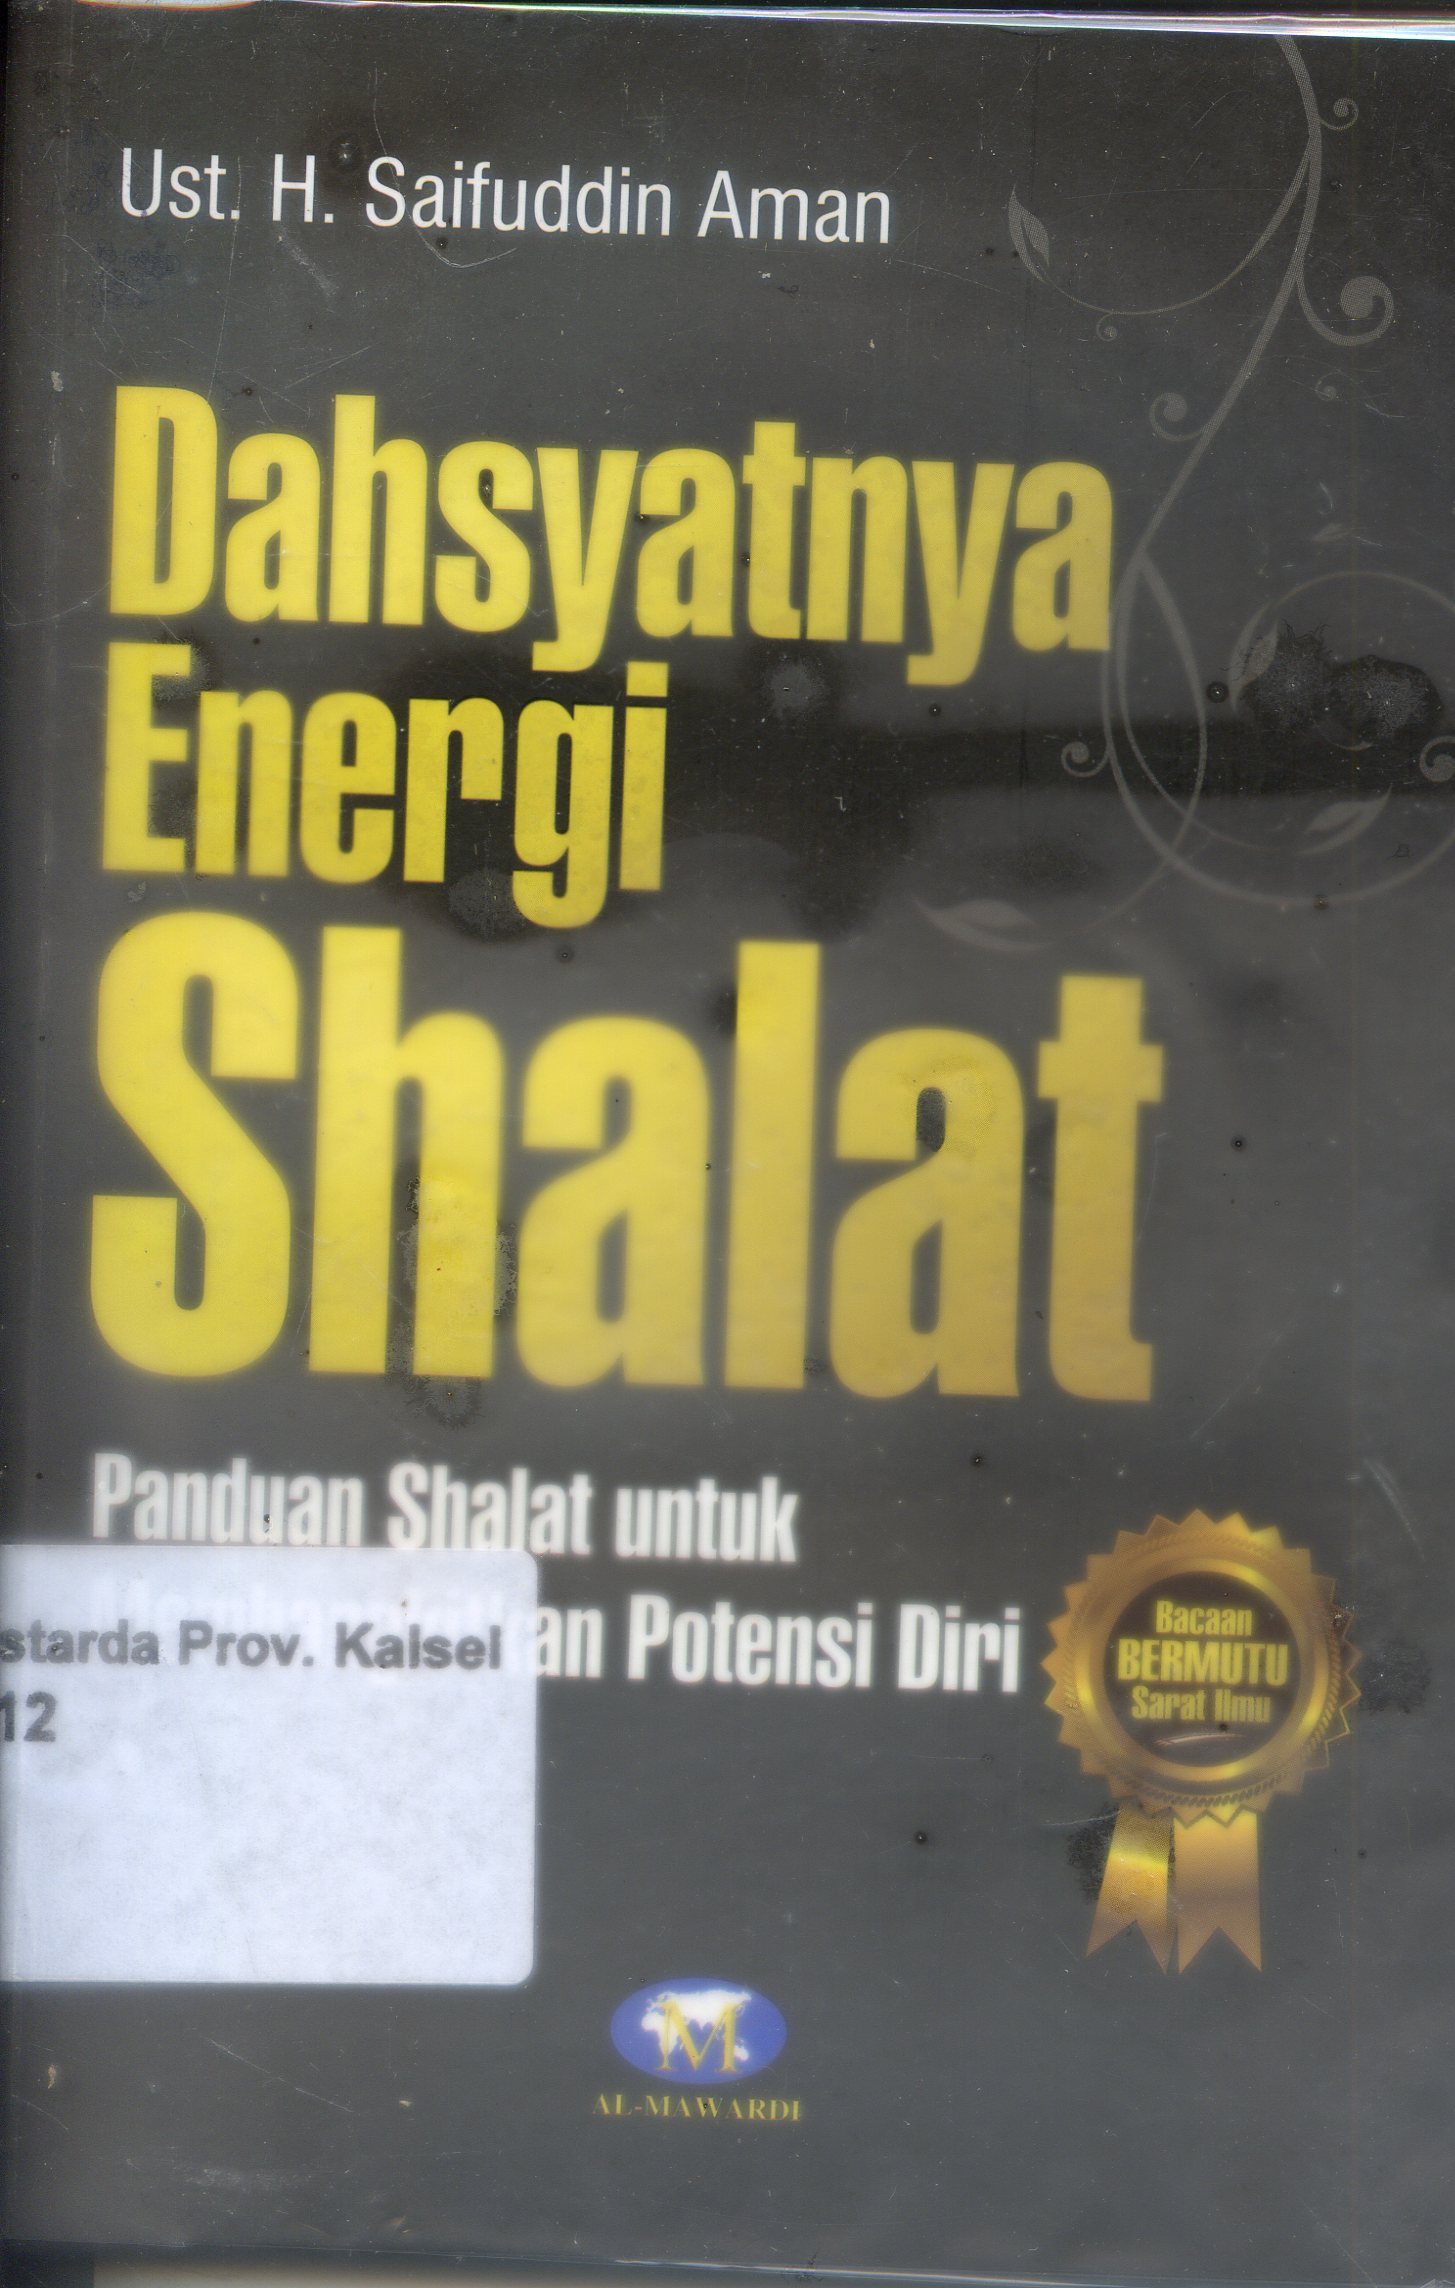 Ust. H. Saifuddin Aman
Dahsyatnya
Energi
Shalat
Panduan Shalat untuk
an Potensi Diri
starda Prov. Kalsel
12
Bacaan
BERMUTU
Sarat Ilmu
M
AL-MAWARDI